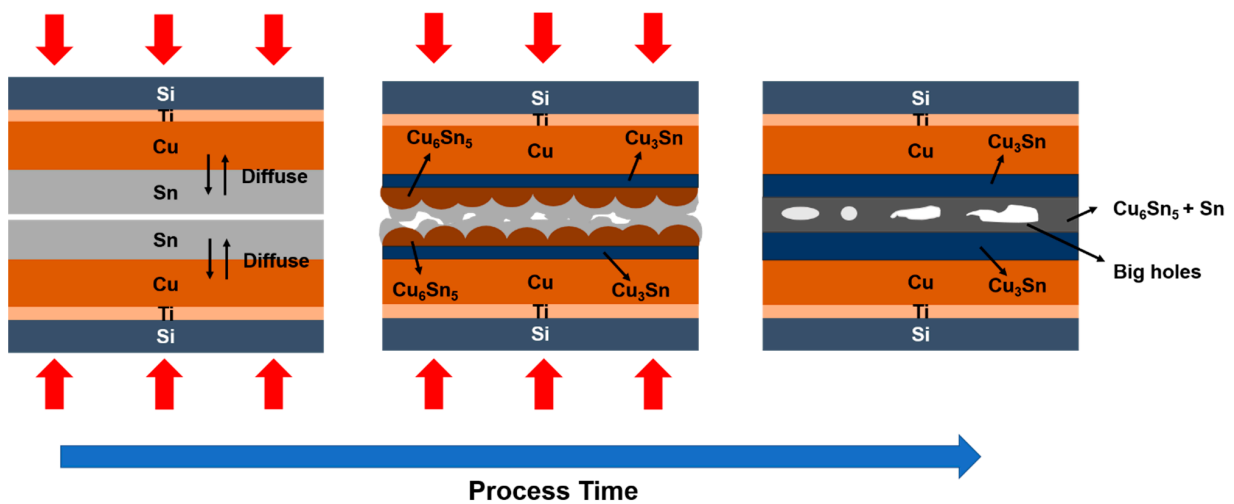 Si
Ti
Cu
Diffuse
Sn
Sn
Diffuse
Cu
Ti
Si
Si
Ti
Cu₆Sn₅
Cu
Cu₃Sn
Cu₆Sn₅
Cu
Cu₃Sn
Ti
Si
Si
Ti
Cu
Cu₃Sn
Cu₆Sn₅ + Sn
Big holes
Cu
Cu₃Sn
Ti
Si
Process Time